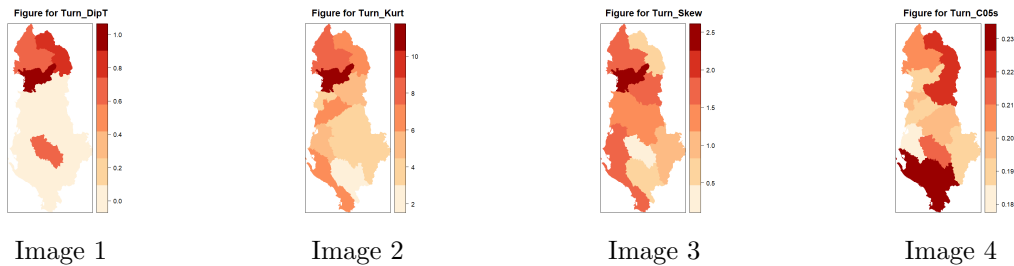 Figure for Turn_DipT
1.0
0.8
0.6
0.4
0.2
0.0
Image 1
Figure for Turn_Kurt
10
8
6
4
2
Image 2
Figure for Turn_Skew
2.5
2.0
1.5
1.0
0.5
Image 3
Figure for Turn_C05s
0.23
0.22
0.21
0.20
0.19
0.18
Image 4